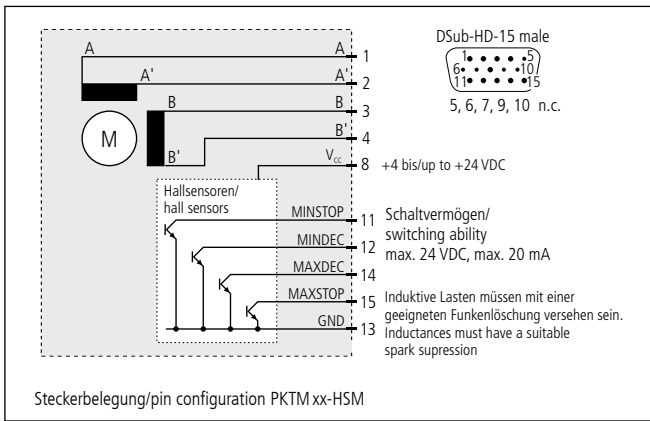 A A 1
A' A' 2
B B 3
B' B' 4
M
Vcc 8 +4 bis/up to +24 VDC
DSub-HD-15 male
1 5
6 10
11 15
5, 6, 7, 9, 10 n.c.
Hallsensoren/
hall sensors
MINSTOP 11
MINDEC 12
MAXDEC 14
MAXSTOP 15
GND 13
Schaltvermögen/
switching ability
max. 24 VDC, max. 20 mA
Induktive Lasten müssen mit einer
geeigneten Funkenlöschung versehen sein.
Inductances must have a suitable
spark supression
Steckerbelegung/pin configuration PKTM xx-HSM